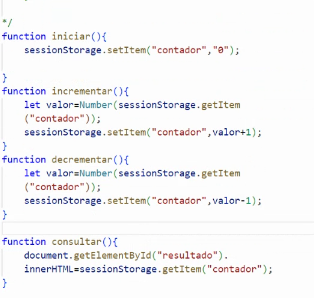 */
function iniciar(){
    sessionStorage.setItem("contador","0");
}
function incrementar(){
    let valor=Number(sessionStorage.getItem
    ("contador"));
    sessionStorage.setItem("contador",valor+1);
}
function decrementar(){
    let valor=Number(sessionStorage.getItem
    ("contador"));
    sessionStorage.setItem("contador",valor-1);
}
function consultar(){
    document.getElementById("resultado").
    innerHTML=sessionStorage.getItem("contador");
}